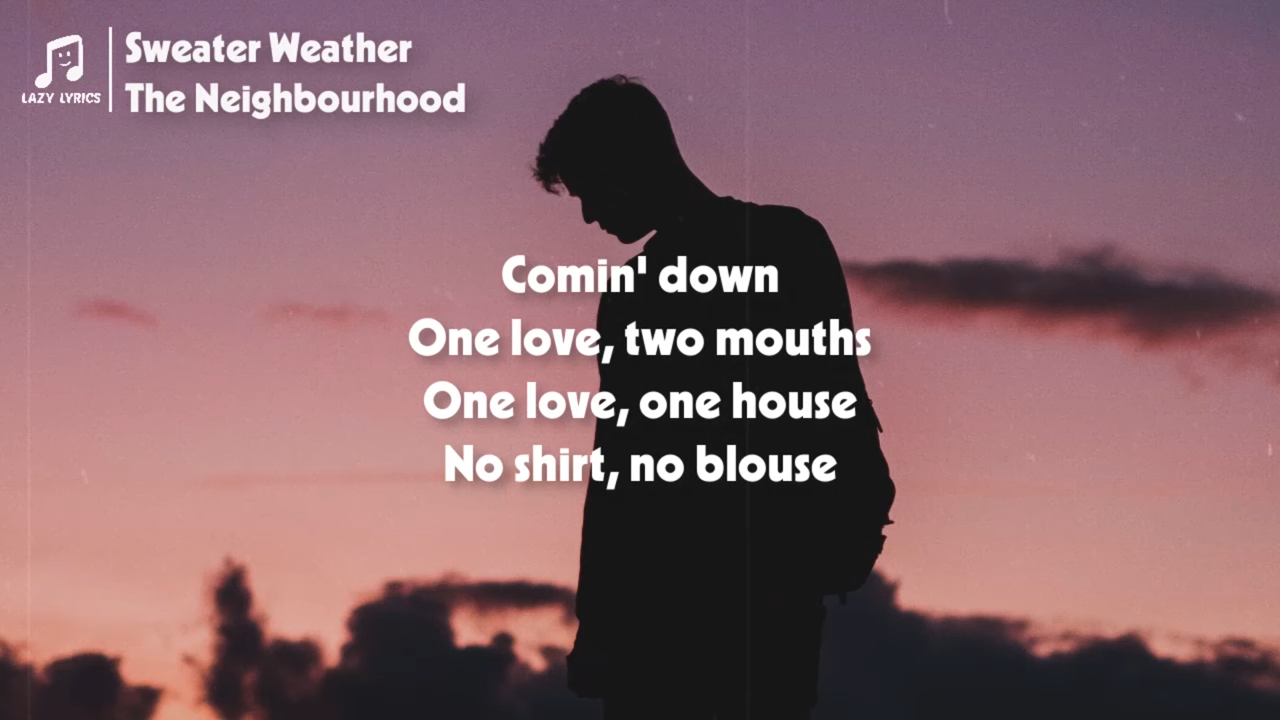 LAZY LYRICS
Sweater Weather
The Neighbourhood
Comin' down
One love, two mouths
One love, one house
No shirt, no blouse